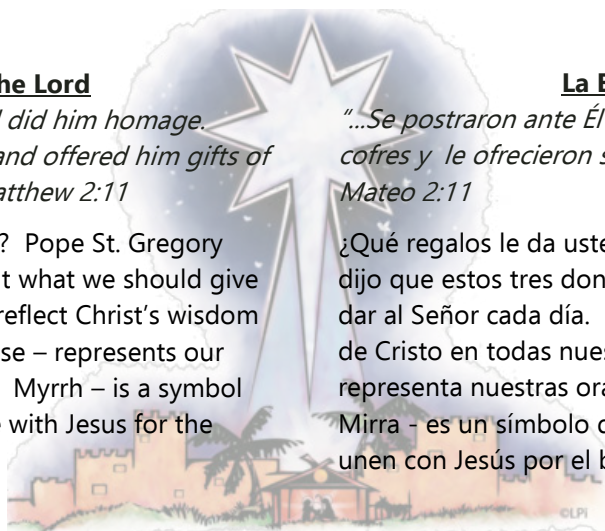 he Lord
did him homage.
and offered him gifts of
atthew 2:11
? Pope St. Gregory
t what we should give
reflect Christ’s wisdom
se – represents our
Myrrh – is a symbol
with Jesus for the
La E
“...Se postraron ante Él
cofres y le ofrecieron s
Mateo 2:11
¿Qué regalos le da uste
dijo que estos tres don
dar al Señor cada día.
de Cristo en todas nues
representa nuestras ora
Mirra - es un símbolo d
unen con Jesús por el b
©LPi